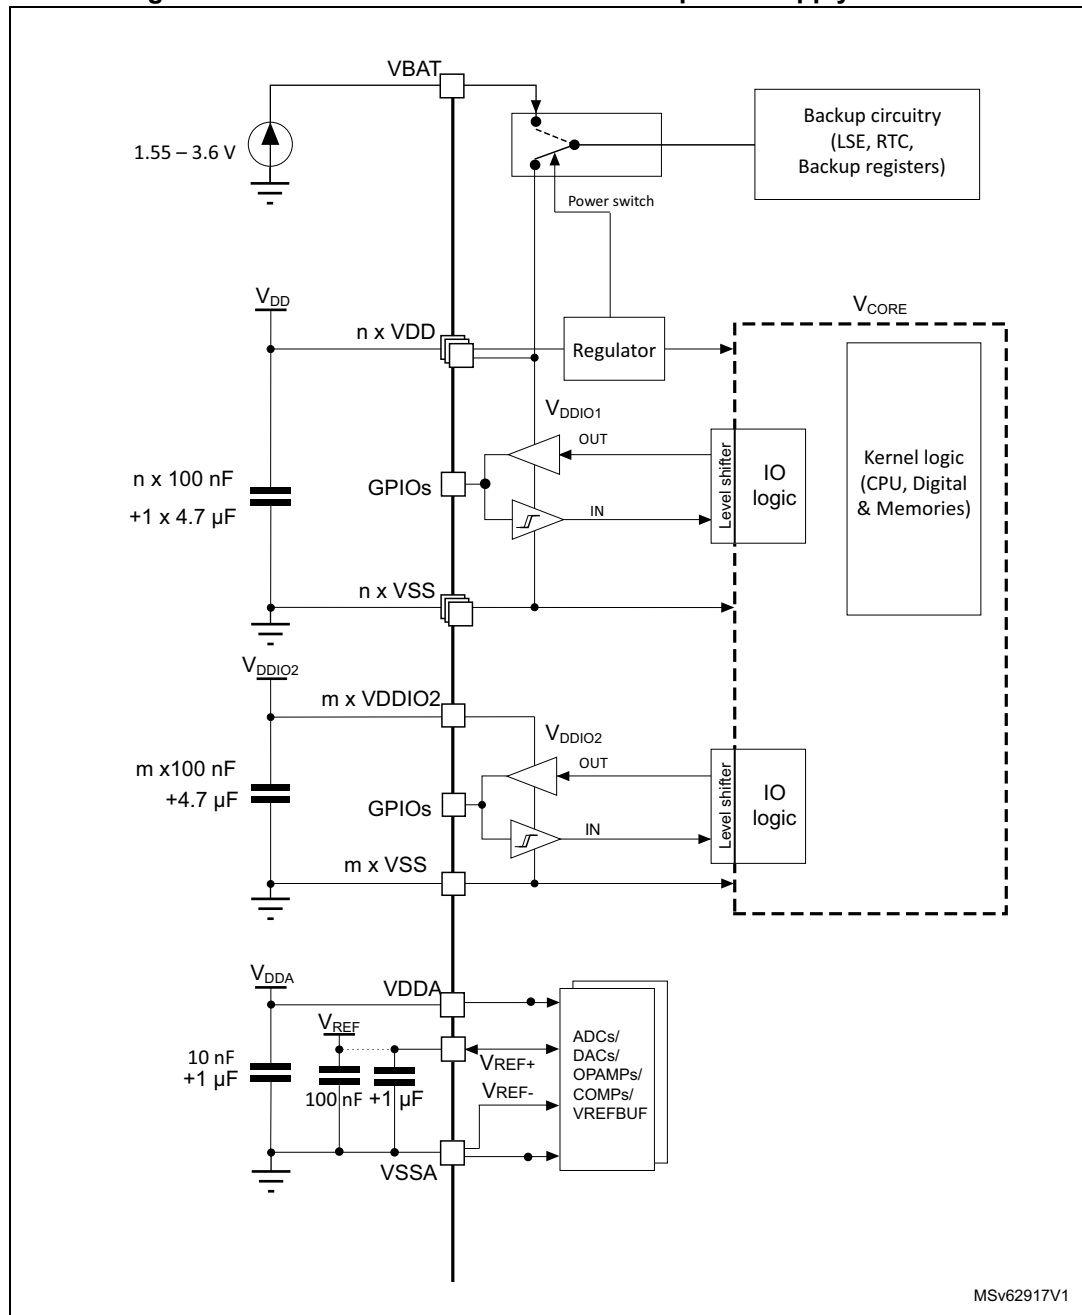 VBAT
1.55 – 3.6 V
Backup circuitry
(LSE, RTC,
Backup registers)
Power switch
VDD
n x VDD
Regulator
VCORE
VDDIO1
OUT
GPIOs
IN
Level shifter
IO
logic
Kernel logic
(CPU, Digital
& Memories)
n x 100 nF
+1 x 4.7 µF
n x VSS
VDDIO2
m x VDDIO2
VDDIO2
OUT
GPIOs
IN
Level shifter
IO
logic
m x100 nF
+4.7 µF
m x VSS
VDDA
VDDA
VREF
VREF+
VREF-
10 nF
+1 µF
100 nF
+1 µF
ADCs/
DACs/
OPAMPs/
COMPs/
VREFBUF
VSSA
MSv62917V1